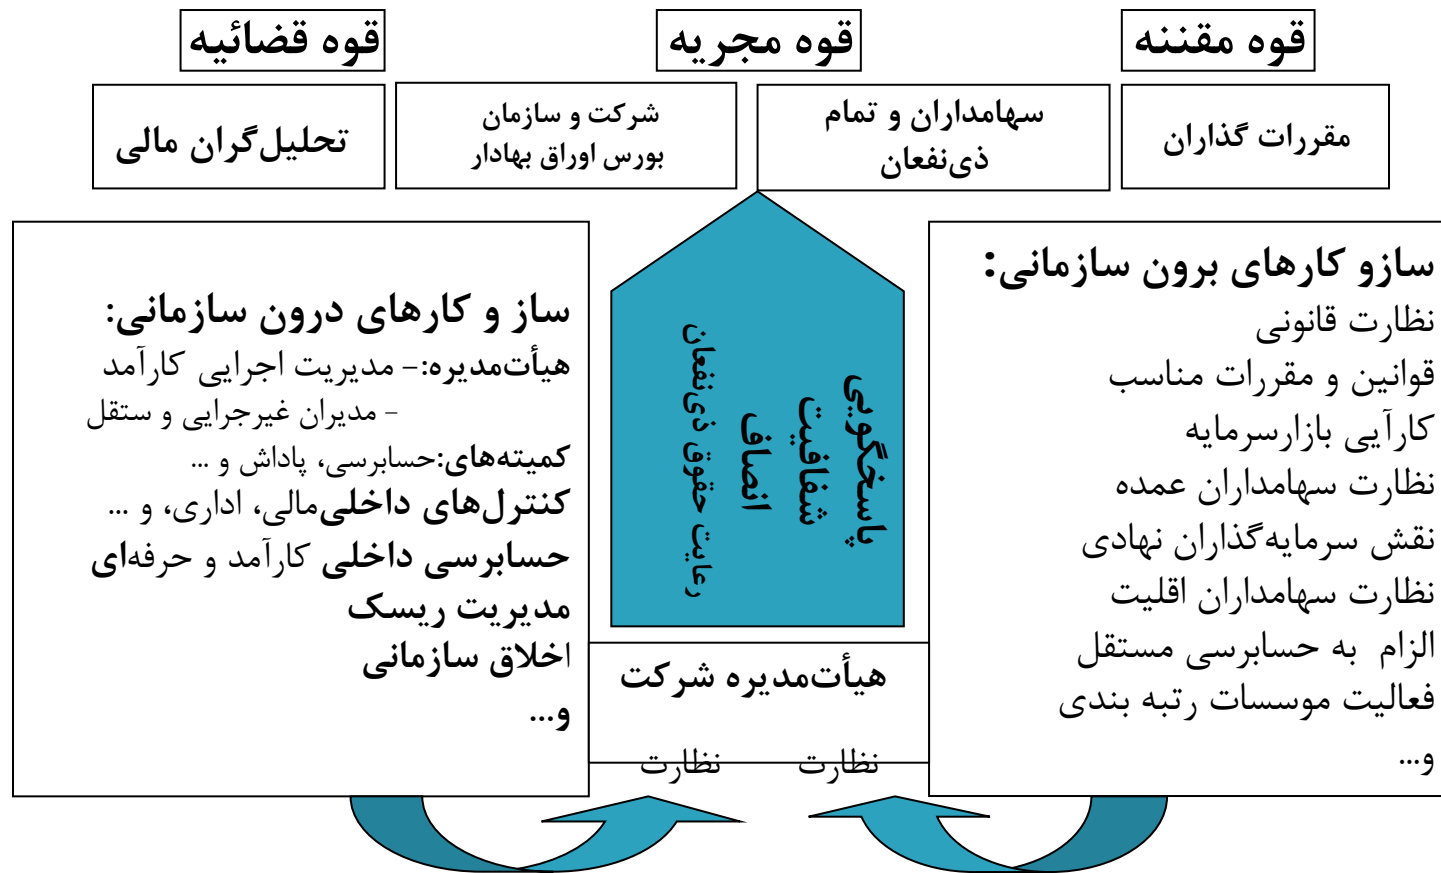 قوه مقننه
قوه مجریه
قوه قضائیه
مقررات گذاران
سهامداران و تمام
ذی‌نفعان
شرکت و سازمان
بورس اوراق بهادار
تحلیل‌گران مالی
سازو کارهای برون سازمانی:
نظارت قانونی
قوانین و مقررات مناسب
کارآیی بازارسرمایه
نظارت سهامداران عمده
نقش سرمایه‌گذاران نهادی
نظارت سهامداران اقلیت
الزام به حسابرسی مستقل
فعالیت موسسات رتبه بندی
و...
پاسخگویی
شفافیت
انصاف
رعایت حقوق ذی‌نفعان
ساز و کارهای درون سازمانی:
هیأت‌مدیره:- مدیریت اجرایی کارآمد
- مدیران غیرجرایی و ستقل
کمیته‌های:حسابرسی، پاداش و ...
کنترل‌های داخلی‌مالی، اداری، و ...
حسابرسی داخلی کارآمد و حرفه‌ای
مدیریت ریسک
اخلاق سازمانی
و...
هیأت‌مدیره شرکت
نظارت نظارت